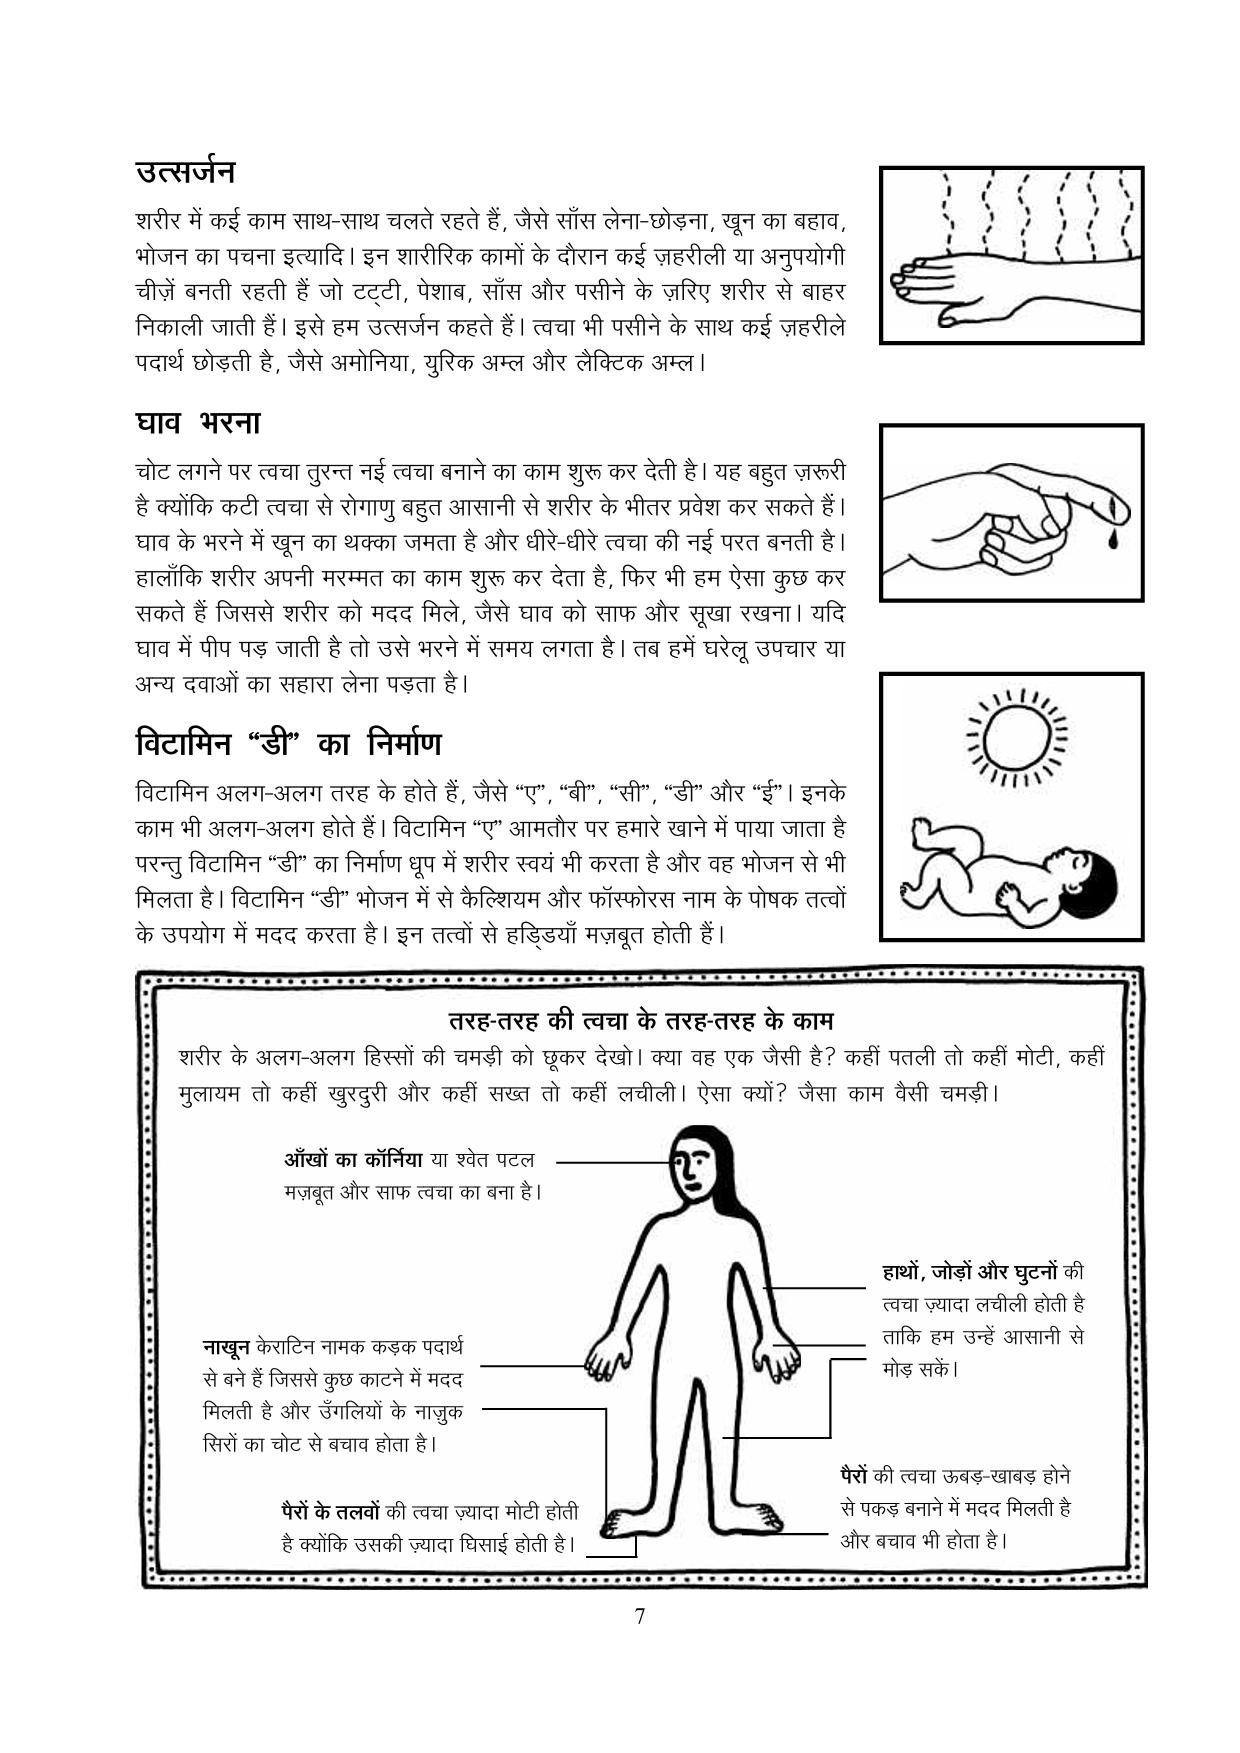 उत्सर्जन
शरीर में कई काम साथ-साथ चलते रहते हैं, जैसे साँस लेना-छोड़ना, खून का बहाव,
भोजन का पचना इत्यादि। इन शारीरिक कामों के दौरान कई ज़हरीली या अनुपयोगी
चीज़ें बनती रहती हैं जो टट्टी, पेशाब, साँस और पसीने के ज़रिए शरीर से बाहर
निकाली जाती हैं। इसे हम उत्सर्जन कहते हैं। त्वचा भी पसीने के साथ कई ज़हरीले
पदार्थ छोड़ती है, जैसे अमोनिया, युरिक अम्ल और लैक्टिक अम्ल।
घाव भरना
चोट लगने पर त्वचा तुरन्त नई त्वचा बनाने का काम शुरू कर देती है। यह बहुत ज़रूरी
है क्योंकि कटी त्वचा से रोगाणु बहुत आसानी से शरीर के भीतर प्रवेश कर सकते हैं।
घाव के भरने में खून का थक्का जमता है और धीरे-धीरे त्वचा की नई परत बनती है।
हालाँकि शरीर अपनी मरम्मत का काम शुरू कर देता है, फिर भी हम ऐसा कुछ कर
सकते हैं जिससे शरीर को मदद मिले, जैसे घाव को साफ और सूखा रखना। यदि
घाव में पीप पड़ जाती है तो उसे भरने में समय लगता है। तब हमें घरेलू उपचार या
अन्य दवाओं का सहारा लेना पड़ता है।
विटामिन “डी” का निर्माण
विटामिन अलग-अलग तरह के होते हैं, जैसे “ए”, “बी”, “सी”, “डी” और “ई”। इनके
काम भी अलग-अलग होते हैं। विटामिन “ए” आमतौर पर हमारे खाने में पाया जाता है
परन्तु विटामिन “डी” का निर्माण धूप में शरीर स्वयं भी करता है और वह भोजन से भी
मिलता है। विटामिन “डी” भोजन में से कैल्शियम और फॉस्फोरस नाम के पोषक तत्वों
के उपयोग में मदद करता है। इन तत्वों से हड्डियाँ मज़बूत होती हैं।
तरह-तरह की त्वचा के तरह-तरह के काम
शरीर के अलग-अलग हिस्सों की चमड़ी को छूकर देखो। क्या वह एक जैसी है? कहीं पतली तो कहीं मोटी, कहीं
मुलायम तो कहीं खुरदुरी और कहीं सख्त तो कहीं लचीली। ऐसा क्यों? जैसा काम वैसी चमड़ी।
आँखों का कॉर्निया या श्वेत पटल
मज़बूत और साफ त्वचा का बना है।
हाथों, जोड़ों और घुटनों की
त्वचा ज़्यादा लचीली होती है
ताकि हम उन्हें आसानी से
मोड़ सकें।
नाखून केराटिन नामक कड़क पदार्थ
से बने हैं जिससे कुछ काटने में मदद
मिलती है और उँगलियों के नाज़ुक
सिरों का चोट से बचाव होता है।
पैरों की त्वचा ऊबड़-खाबड़ होने
से पकड़ बनाने में मदद मिलती है
और बचाव भी होता है।
पैरों के तलवों की त्वचा ज़्यादा मोटी होती
है क्योंकि उसकी ज़्यादा घिसाई होती है।
7